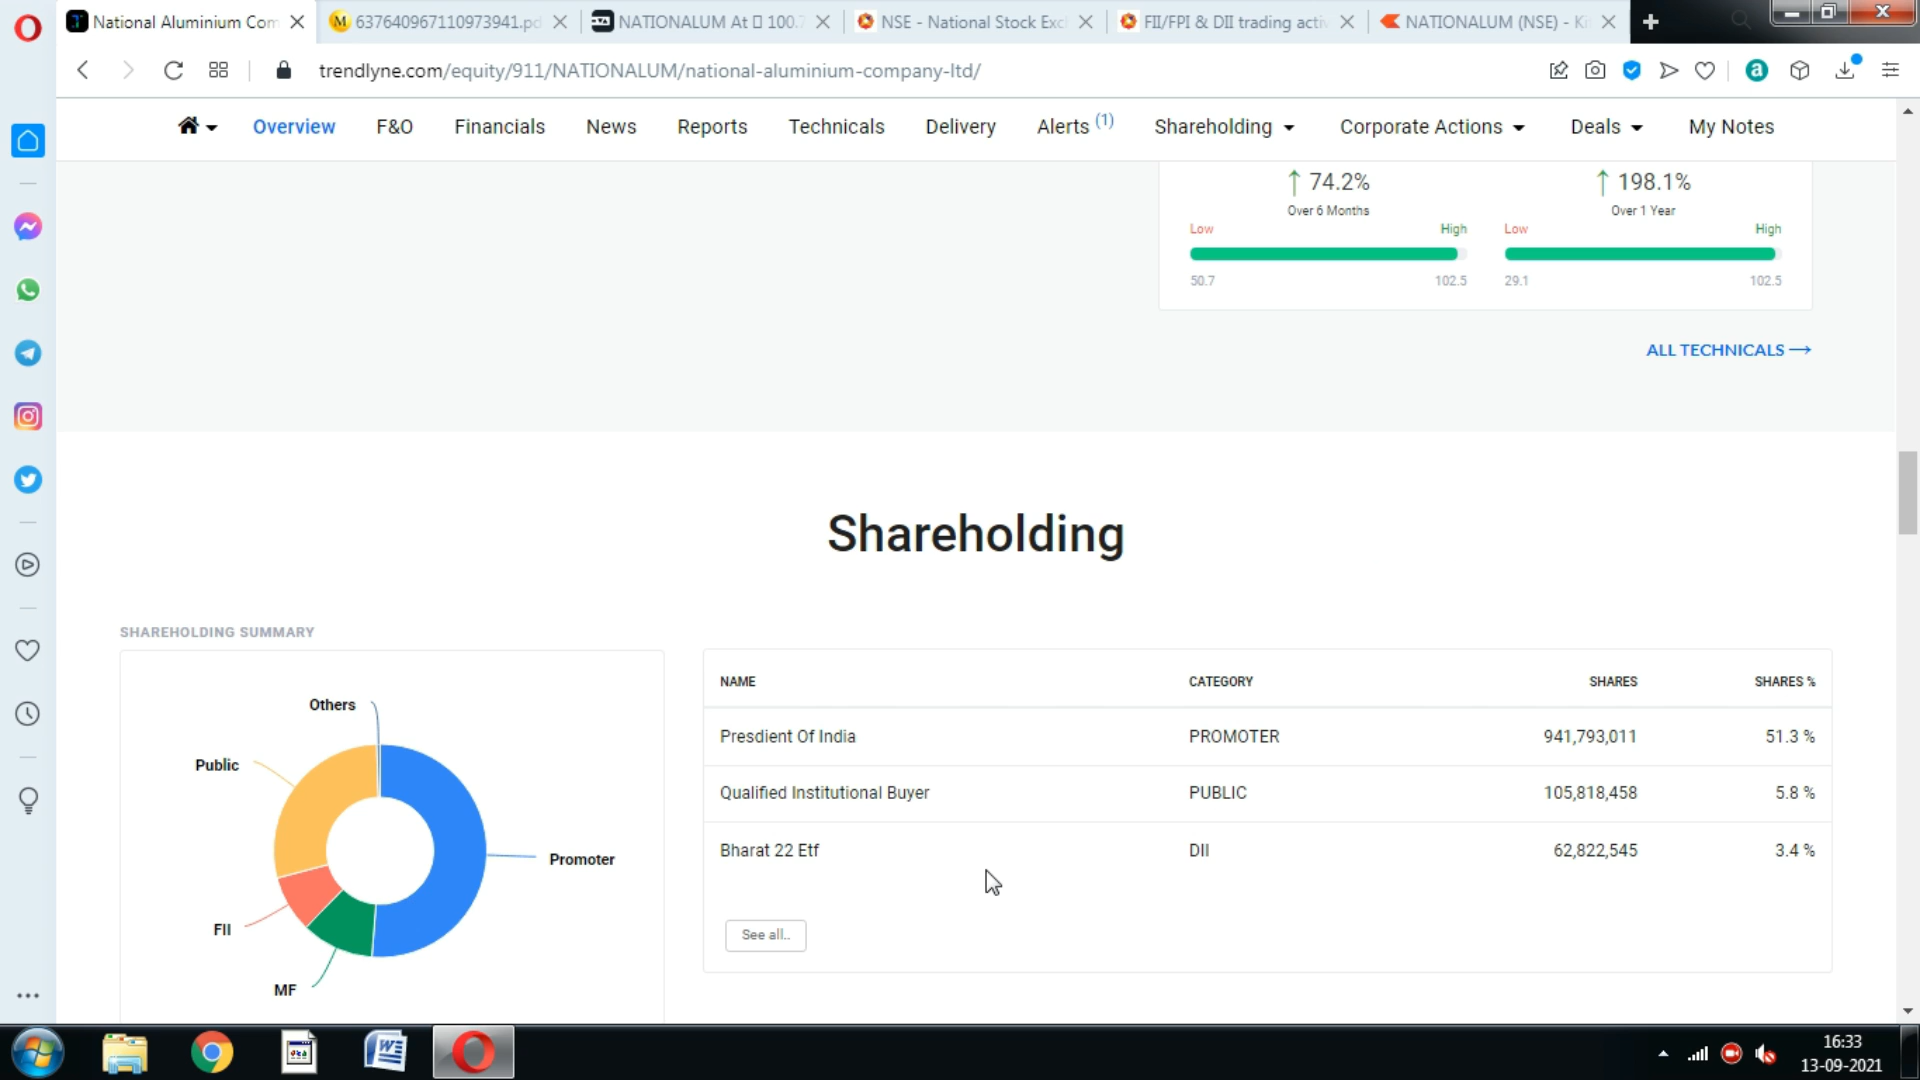 National Aluminium Com
637640967110973941.pd
NATIONALUM At 100.
NSE - National Stock Exc
FII/FPI & DII trading activ
NATIONALUM (NSE) - Ki
trendlyne.com/equity/911/NATIONALUM/national-aluminium-company-ltd/
Overview F&O Financials News Reports Technicals Delivery Alerts (1) Shareholding Corporate Actions Deals My Notes
↑ 74.2% ↑ 198.1%
Over 6 Months Over 1 Year
Low High Low High
50.7 102.5 29.1 102.5
ALL TECHNICALS →
Shareholding
SHAREHOLDING SUMMARY
Others
Public
Promoter
FII
MF
NAME CATEGORY SHARES SHARES %
Presdient Of India PROMOTER 941,793,011 51.3 %
Qualified Institutional Buyer PUBLIC 105,818,458 5.8 %
Bharat 22 Etf DII 62,822,545 3.4 %
See all..
16:33
13-09-2021